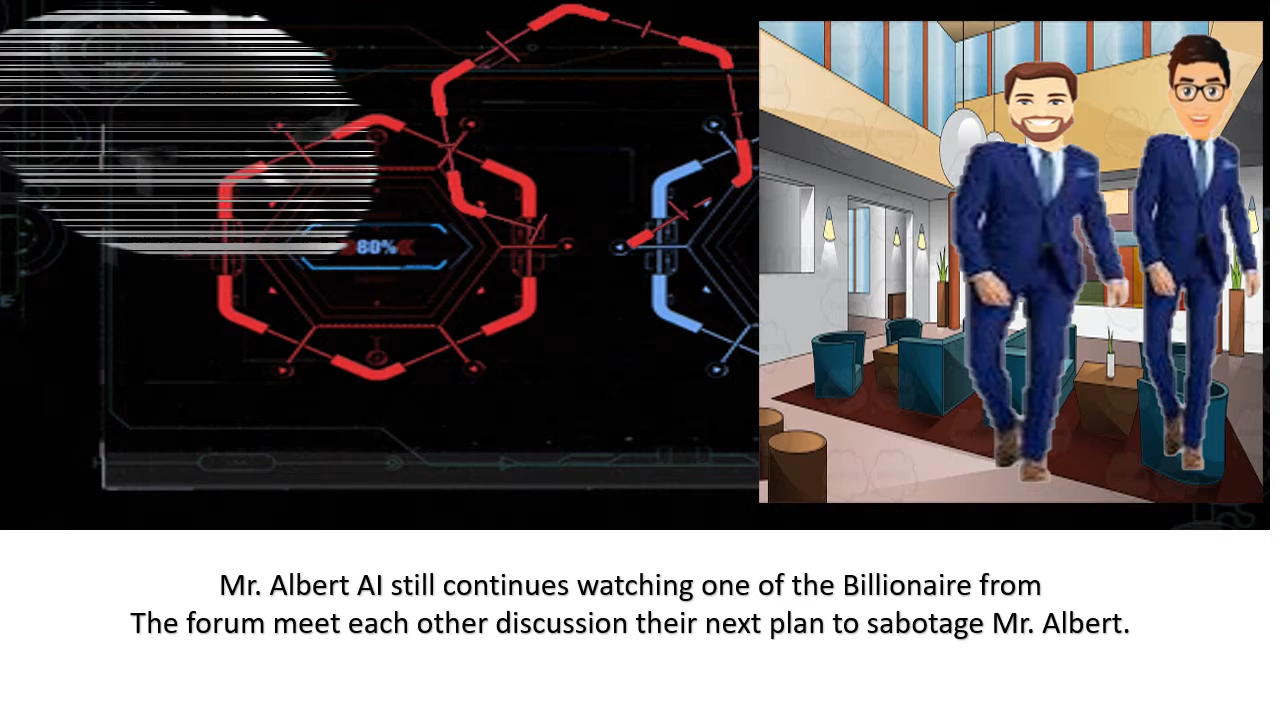 80%
Mr. Albert AI still continues watching one of the Billionaire from
The forum meet each other discussion their next plan to sabotage Mr. Albert.